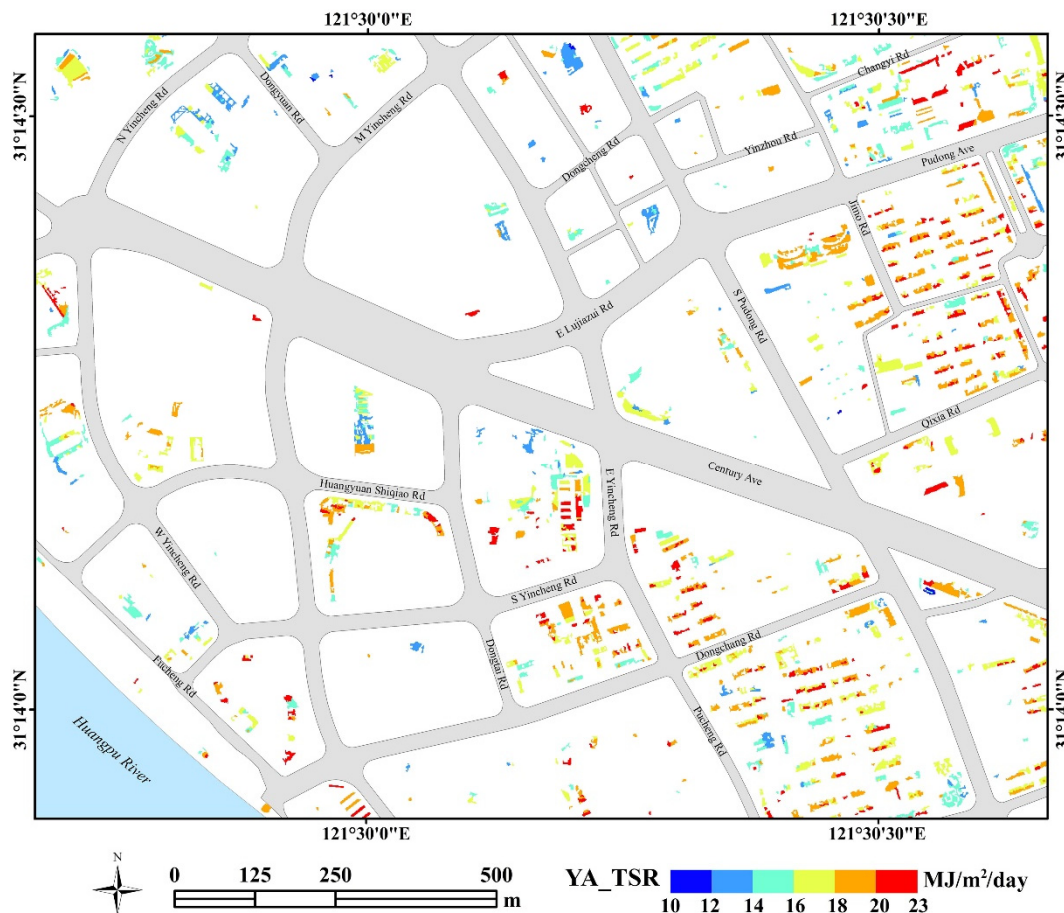 121°30'0"E 121°30'30"E
31°14'30"N
31°14'30"N
N Yincheng Rd
Dongyuan Rd
M Yincheng Rd
Changyi Rd
Dongcheng Rd
Yinzhou Rd
Pudong Ave
Jimo Rd
E Lujiazui Rd
S Pudong Rd
Qixia Rd
Century Ave
Huangyuan Shiqiao Rd
E Yincheng Rd
W Yincheng Rd
S Yincheng Rd
Dongtai Rd
Dongchang Rd
Fucheng Rd
Pucheng Rd
Huangpu River
31°14'0"N
31°14'0"N
121°30'0"E 121°30'30"E
N
0 125 250 500
m
YA_TSR MJ/m²/day
10 12 14 16 18 20 23